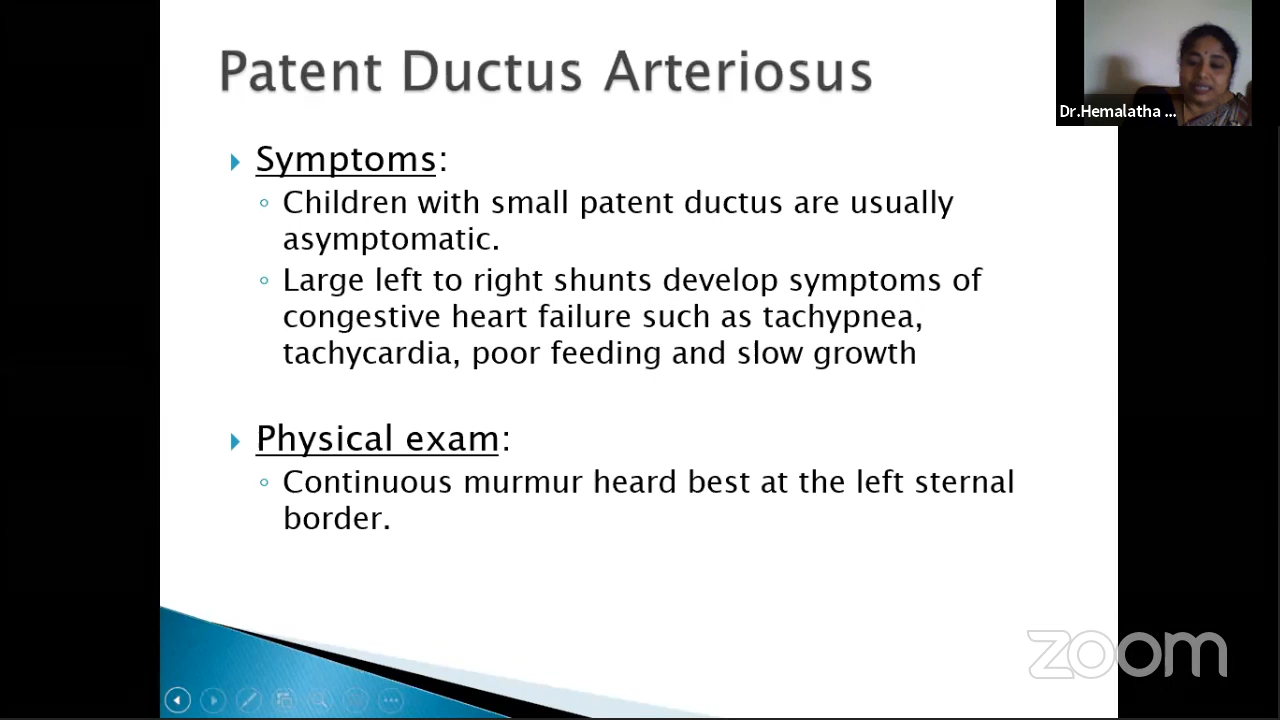 Patent Ductus Arteriosus
Dr.Hemalatha ...
Symptoms:
Children with small patent ductus are usually
asymptomatic.
Large left to right shunts develop symptoms of
congestive heart failure such as tachypnea,
tachycardia, poor feeding and slow growth
Physical exam:
Continuous murmur heard best at the left sternal
border.
zoom